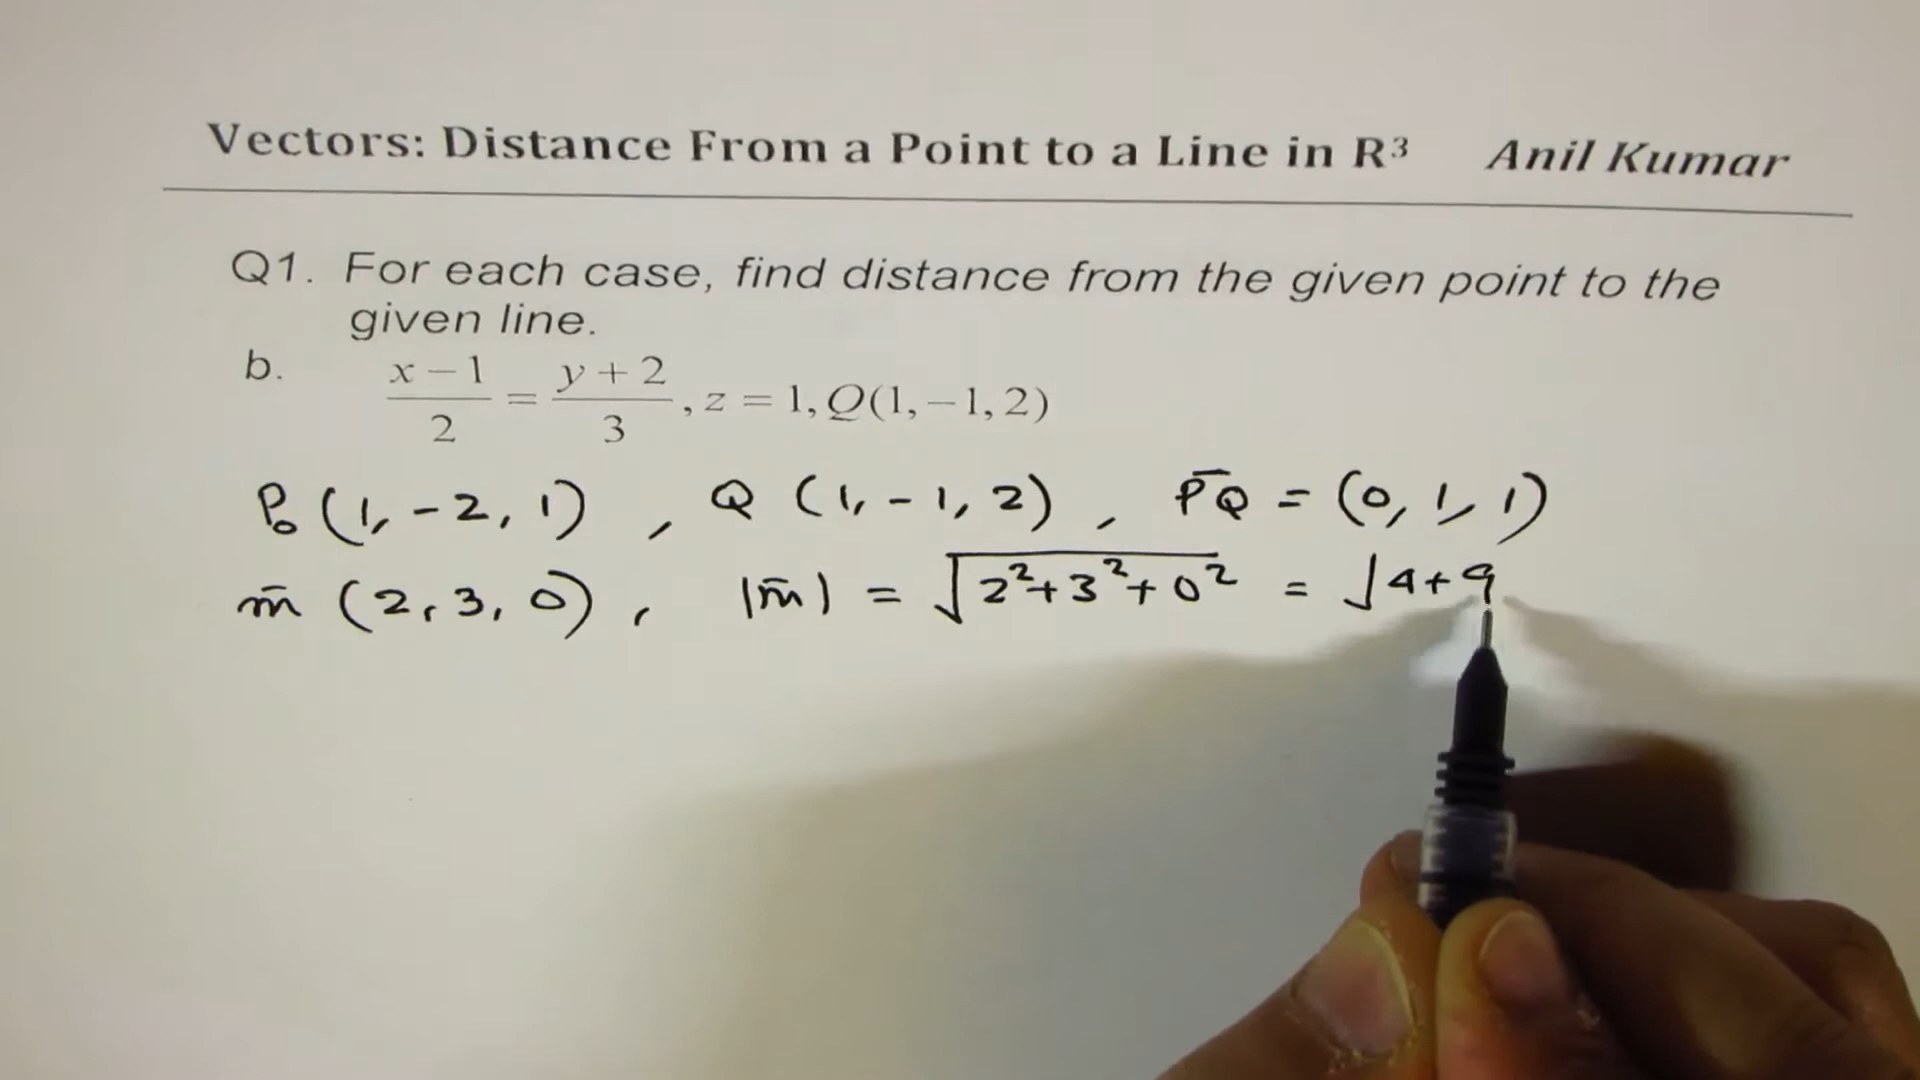 Vectors: Distance From a Point to a Line in R³ Anil Kumar
Q1. For each case, find distance from the given point to the
given line.
b. (x − 1)/2 = (y + 2)/3, z = 1, Q(1, −1, 2)
P₀ (1, -2, 1) , Q (1, -1, 2) , P̄Q = (0, 1, 1)
m̄ (2, 3, 0) , |m̄| = √(2²+3²+0²) = √4+9